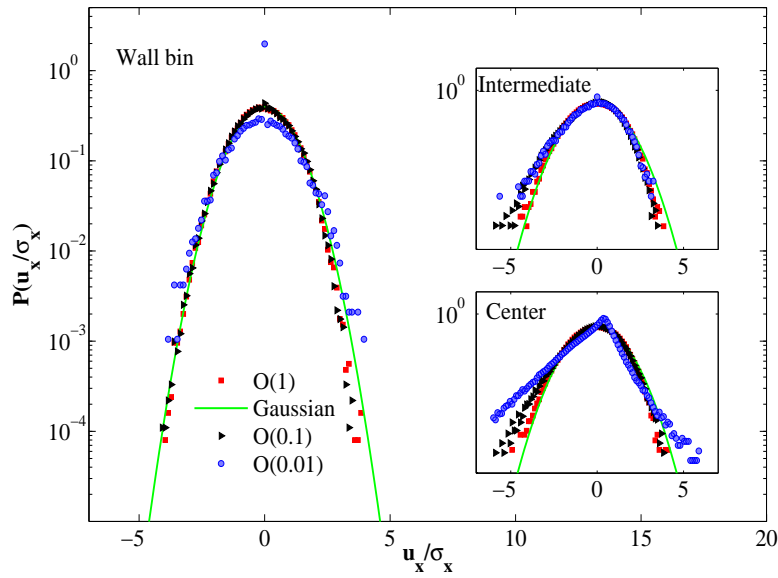 Wall bin
P(u_x/σ_x)
10^0
10^-1
10^-2
10^-3
10^-4
O(1)
Gaussian
O(0.1)
O(0.01)
−5 0 5 10 15 20
u_x/σ_x
Intermediate
10^0
−5 0 5
Center
10^0
−5 0 5